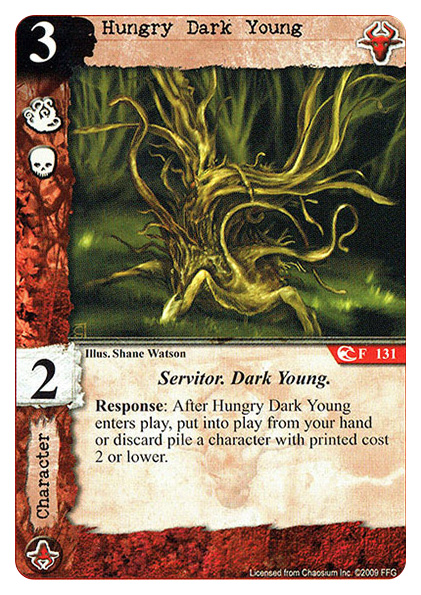 3
Hungry Dark Young
Illus. Shane Watson
F 131
2
Servitor. Dark Young.
Response: After Hungry Dark Young
enters play, put into play from your hand
or discard pile a character with printed cost
2 or lower.
Character
Licensed from Chaosium Inc. ©2009 FFG